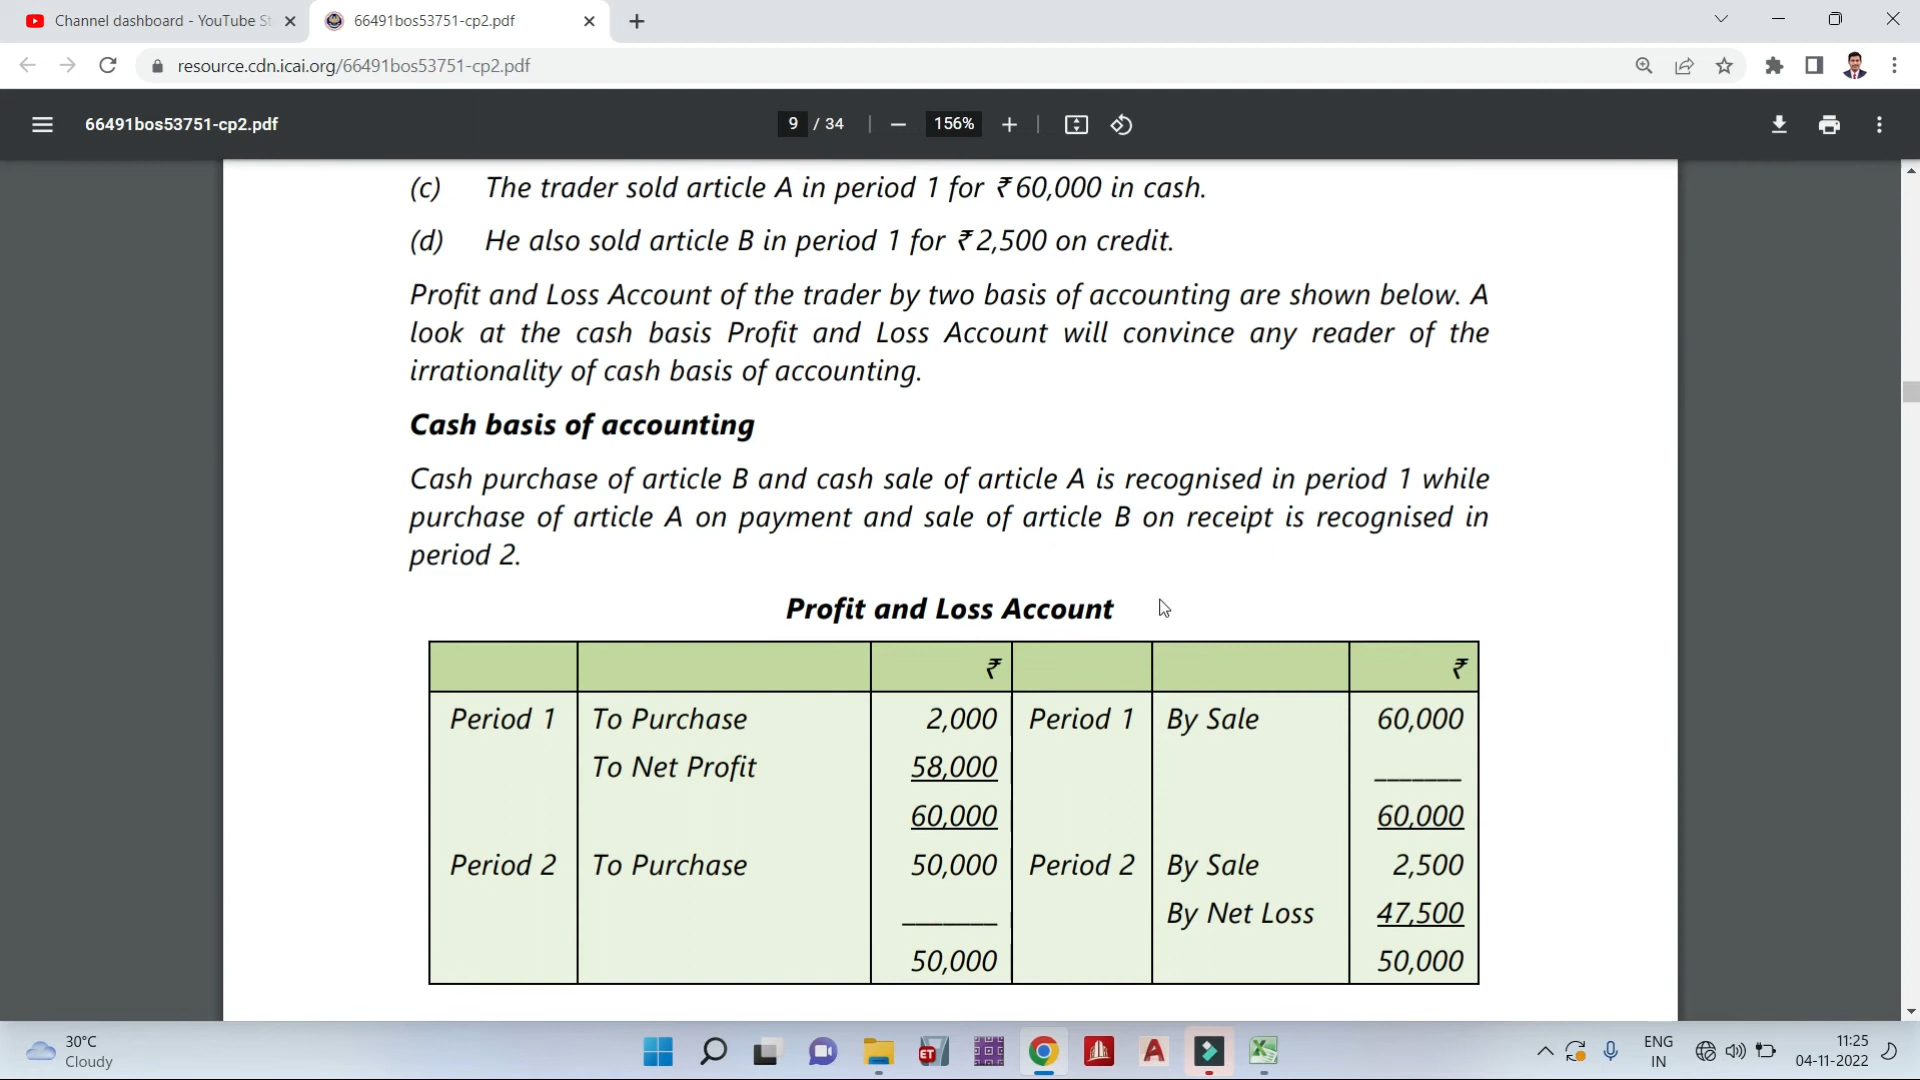 Channel dashboard - YouTube St
66491bos53751-cp2.pdf
resource.cdn.icai.org/66491bos53751-cp2.pdf
66491bos53751-cp2.pdf
9 / 34
156%
(c) The trader sold article A in period 1 for ₹ 60,000 in cash.
(d) He also sold article B in period 1 for ₹ 2,500 on credit.
Profit and Loss Account of the trader by two basis of accounting are shown below. A
look at the cash basis Profit and Loss Account will convince any reader of the
irrationality of cash basis of accounting.
Cash basis of accounting
Cash purchase of article B and cash sale of article A is recognised in period 1 while
purchase of article A on payment and sale of article B on receipt is recognised in
period 2.
Profit and Loss Account
₹ ₹
Period 1 To Purchase 2,000 Period 1 By Sale 60,000
To Net Profit 58,000
60,000 60,000
Period 2 To Purchase 50,000 Period 2 By Sale 2,500
By Net Loss 47,500
50,000 50,000
30°C
Cloudy
ET
ENG
IN
11:25
04-11-2022